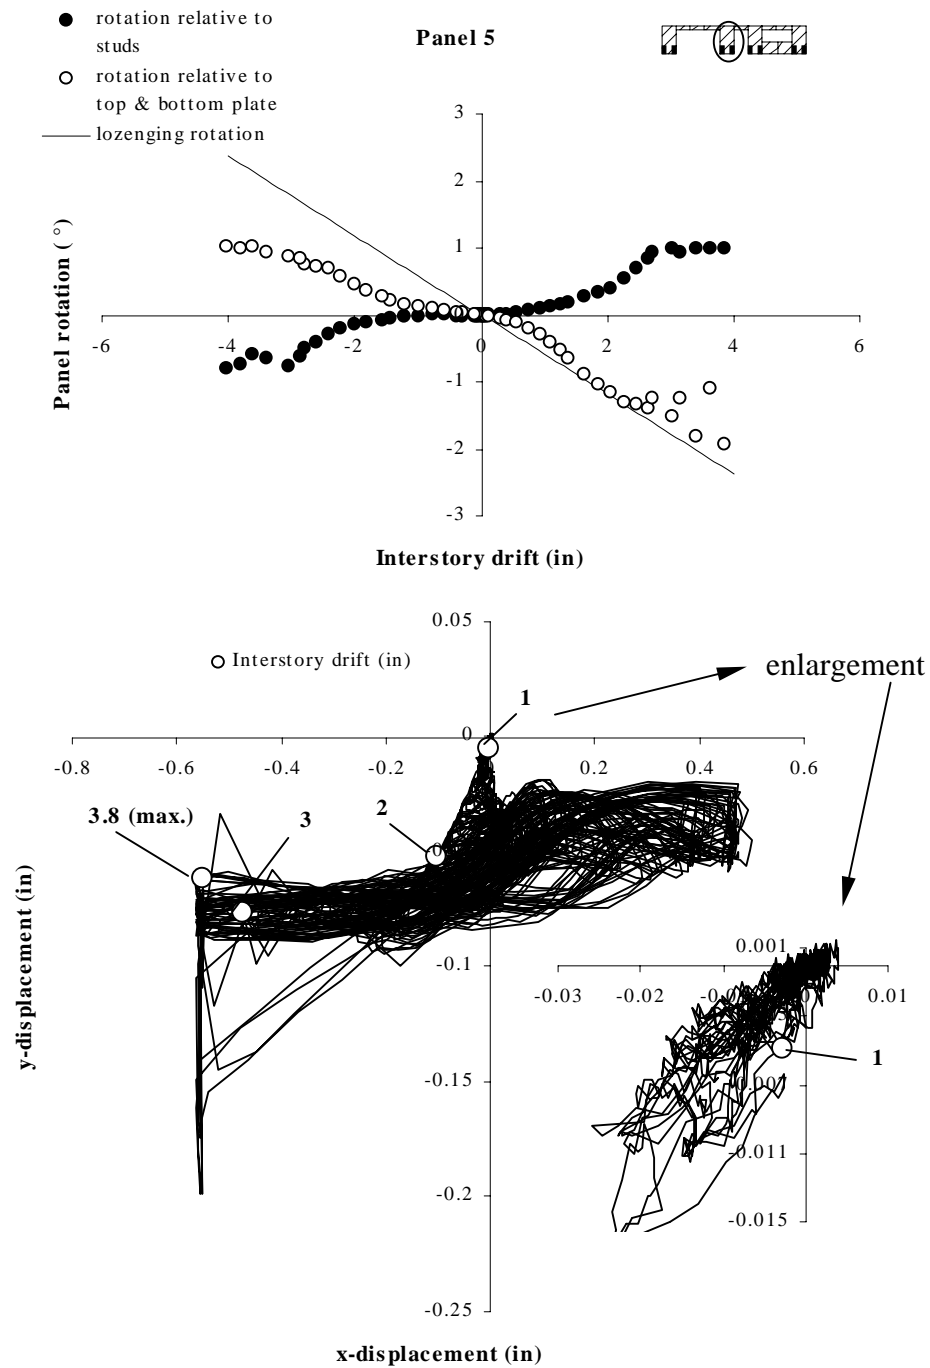 rotation relative to
studs
rotation relative to
top & bottom plate
lozenging rotation
Panel 5
3
2
1
0
-1
-2
-3
-6
-4
-2
0
2
4
6
Panel rotation (°)
Interstory drift (in)
0.05
Interstory drift (in)
enlargement
1
0
-0.8
-0.6
-0.4
-0.2
0.2
0.4
0.6
3.8 (max.)
3
2
y-displacement (in)
-0.1
-0.15
-0.2
-0.25
0.001
-0.03
-0.02
0.01
1
-0.011
-0.015
x-displacement (in)